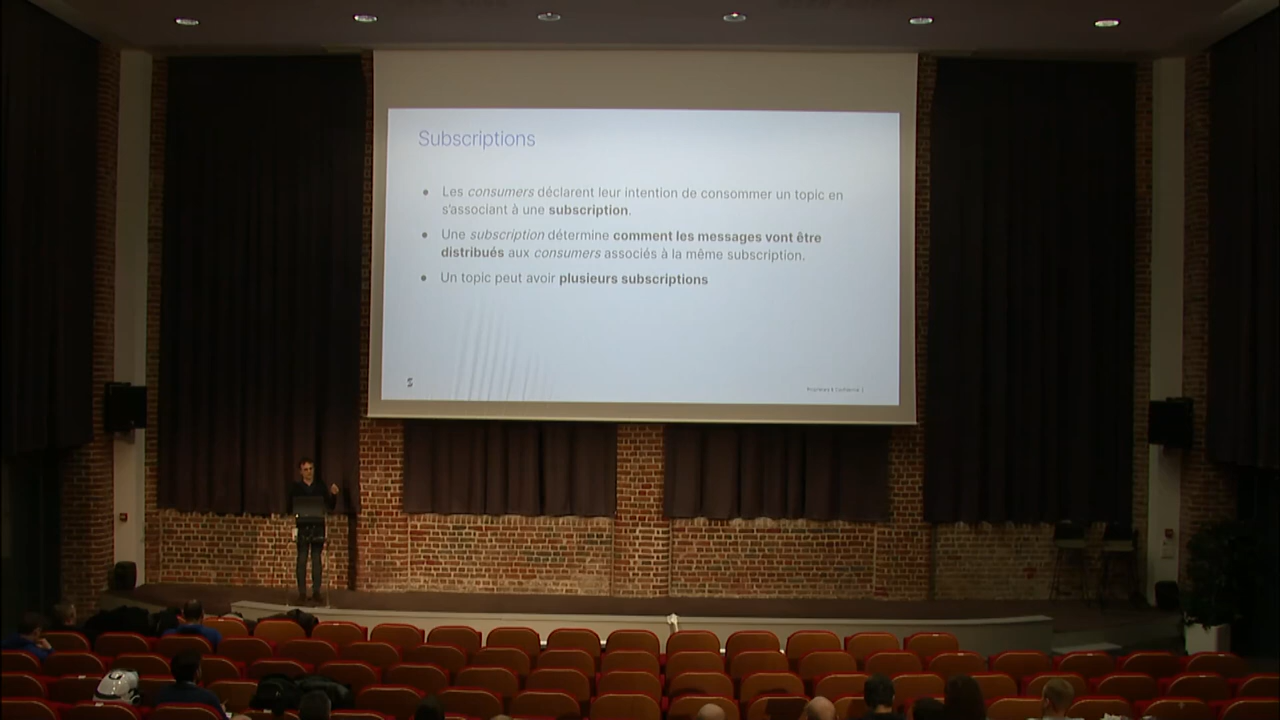 Subscriptions
Les consumers déclarent leur intention de consommer un topic en
s'associant à une subscription.
Une subscription détermine comment les messages vont être
distribués aux consumers associés à la même subscription.
Un topic peut avoir plusieurs subscriptions